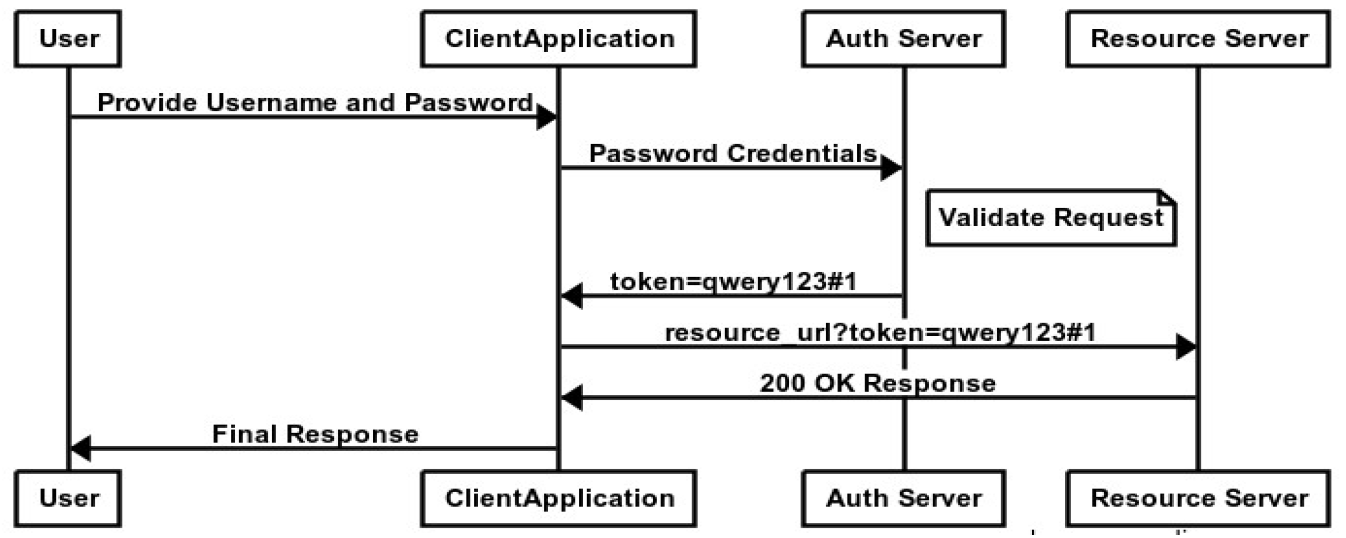 User
ClientApplication
Auth Server
Resource Server
Provide Username and Password
Password Credentials
Validate Request
token=qwery123#1
resource_url?token=qwery123#1
200 OK Response
Final Response
User
ClientApplication
Auth Server
Resource Server